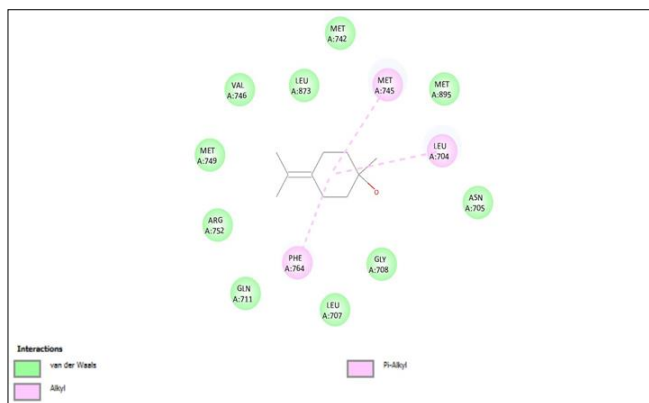 MET
A:742
VAL
A:746
LEU
A:873
MET
A:745
MET
A:895
MET
A:749
LEU
A:704
ARG
A:752
ASN
A:705
PHE
A:764
GLY
A:708
GLN
A:711
LEU
A:707
O
Interactions
van der Waals
Alkyl
Pi-Alkyl